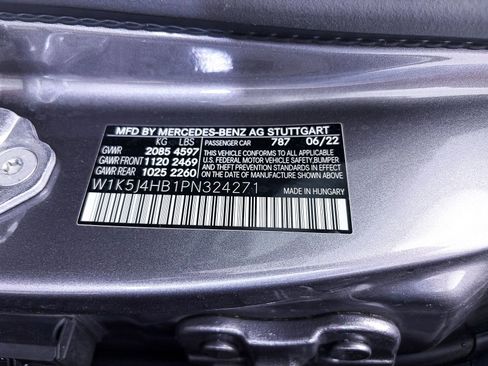 MFD BY MERCEDES-BENZ AG STUTTGART
KG LBS PASSENGER CAR 787 06/22
GVWR 2085 4597 THIS VEHICLE CONFORMS TO ALL APPLICABLE
GAWR FRONT 1120 2469 U.S. FEDERAL MOTOR VEHICLE SAFETY, BUMPER,
GAWR REAR 1025 2260 AND THEFT PREVENTION STANDARDS IN EFFECT
ON THE DATE OF MANUFACTURE SHOWN ABOVE.
W1K5J4HB1PN324271
MADE IN HUNGARY